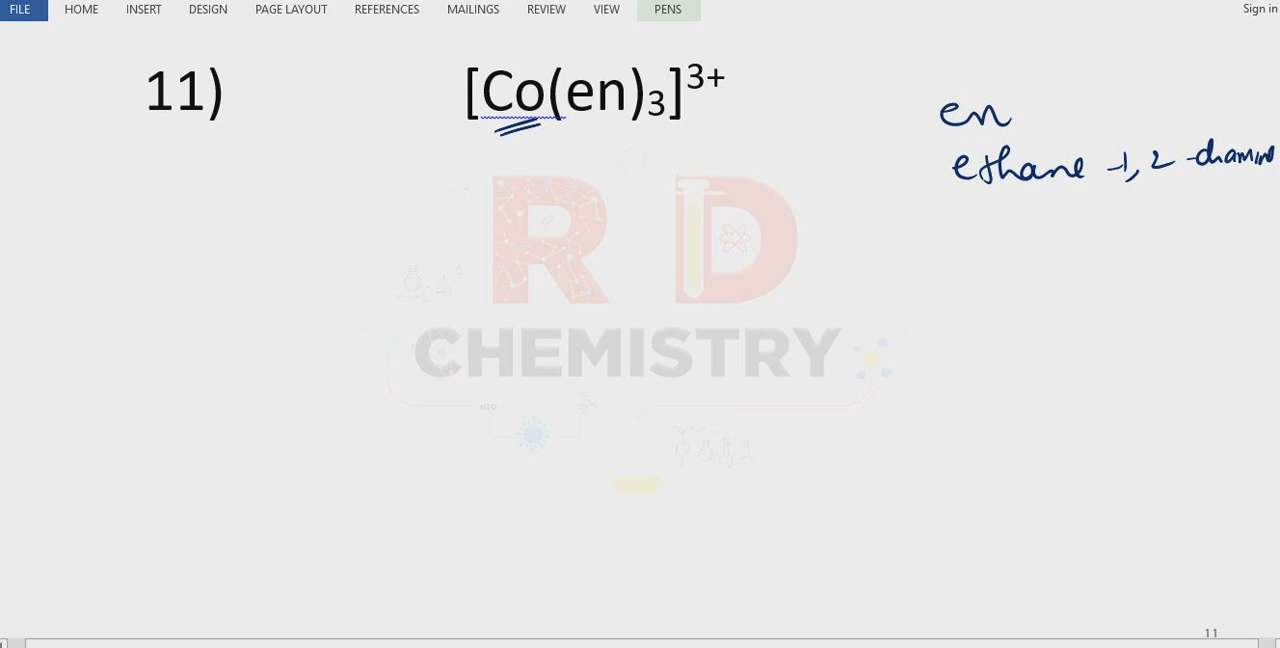 FILE HOME INSERT DESIGN PAGE LAYOUT REFERENCES MAILINGS REVIEW VIEW PENS Sign in
11) [Co(en)₃]³⁺
en
ethane -1, 2 -diamine
RD
CHEMISTRY
11